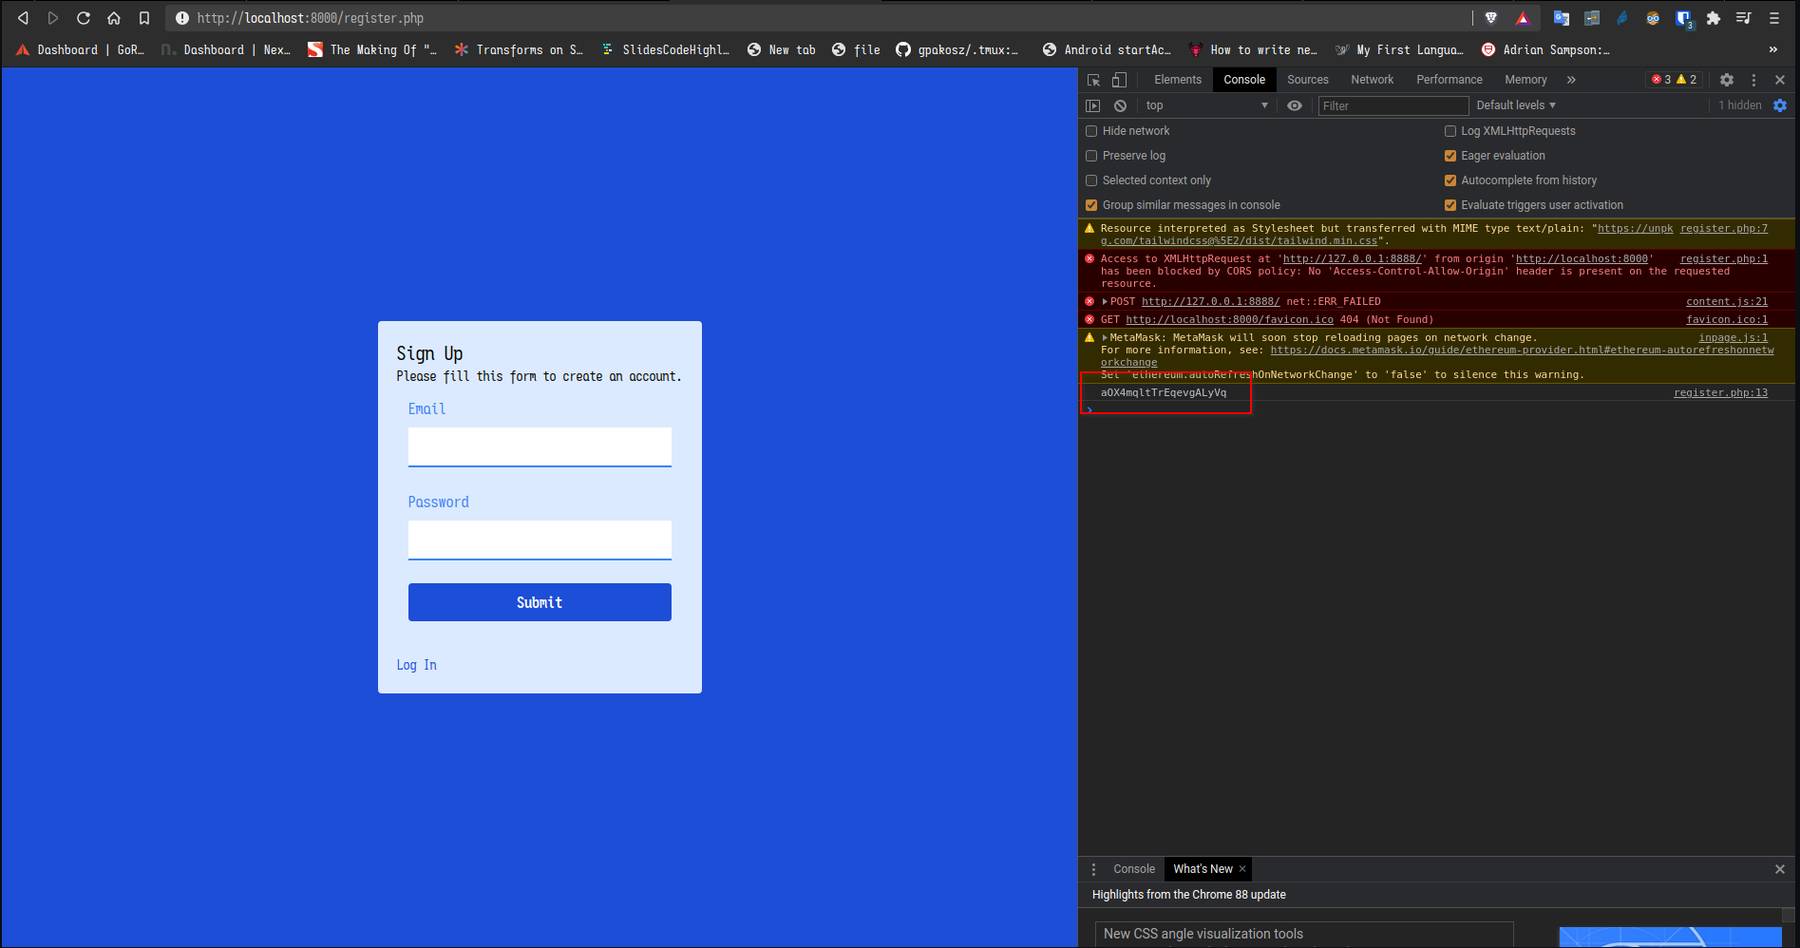 http://localhost:8000/register.php
3
Dashboard | GoR…
Dashboard | Nex…
The Making Of "…
Transforms on S…
SlidesCodeHighl…
New tab
file
gpakosz/.tmux:…
Android startAc…
How to write ne…
My First Langua…
Adrian Sampson:…
»
Elements Console Sources Network Performance Memory » 3 2
top Filter Default levels 1 hidden
Hide network
Log XMLHttpRequests
Preserve log
Eager evaluation
Selected context only
Autocomplete from history
Group similar messages in console
Evaluate triggers user activation
Resource interpreted as Stylesheet but transferred with MIME type text/plain: "https://unpk register.php:7
g.com/tailwindcss@%5E2/dist/tailwind.min.css".
Access to XMLHttpRequest at 'http://127.0.0.1:8888/' from origin 'http://localhost:8000' register.php:1
has been blocked by CORS policy: No 'Access-Control-Allow-Origin' header is present on the requested
resource.
POST http://127.0.0.1:8888/ net::ERR_FAILED content.js:21
GET http://localhost:8000/favicon.ico 404 (Not Found) favicon.ico:1
MetaMask: MetaMask will soon stop reloading pages on network change. inpage.js:1
For more information, see: https://docs.metamask.io/guide/ethereum-provider.html#ethereum-autorefreshonnetw
orkchange
Set 'ethereum.autoRefreshOnNetworkChange' to 'false' to silence this warning.
aOX4mqltTrEqevgALyVq register.php:13
Sign Up
Please fill this form to create an account.
Email
Password
Submit
Log In
Console What's New
Highlights from the Chrome 88 update
New CSS angle visualization tools